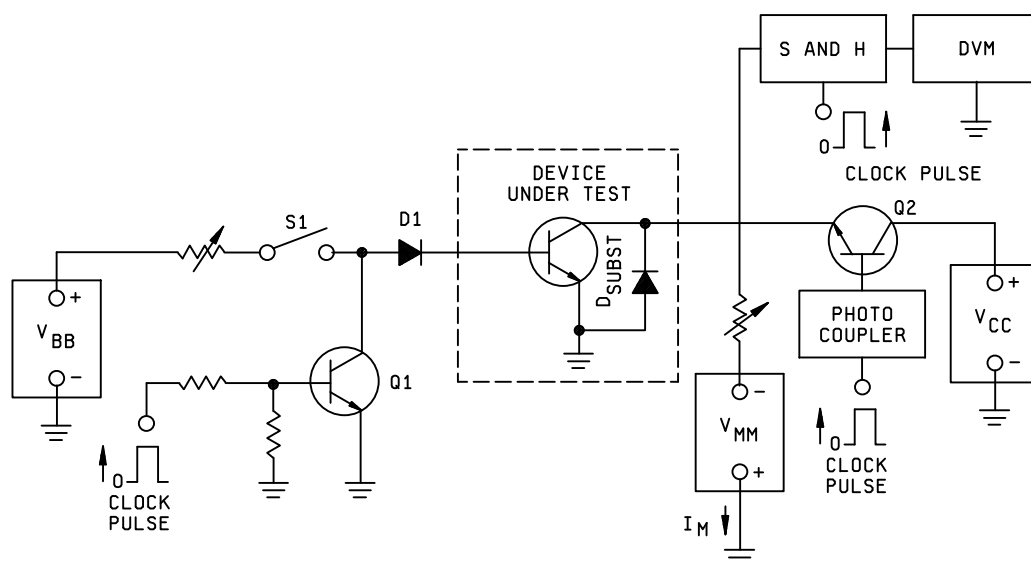 S AND H
DVM
0
CLOCK PULSE
DEVICE
UNDER TEST
Q2
S1
D1
D SUBST
+
V BB
-
Q1
PHOTO
COUPLER
+
V CC
-
-
V MM
+
0
CLOCK
PULSE
0
CLOCK
PULSE
I M